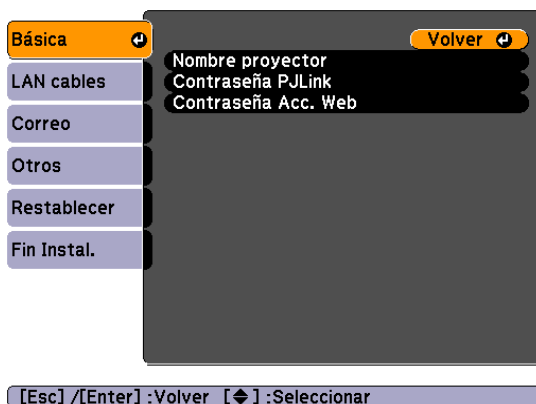 Básica
LAN cables
Correo
Otros
Restablecer
Fin Instal.
Volver
Nombre proyector
Contraseña PJLink
Contraseña Acc. Web
[Esc] /[Enter] :Volver [◆] :Seleccionar